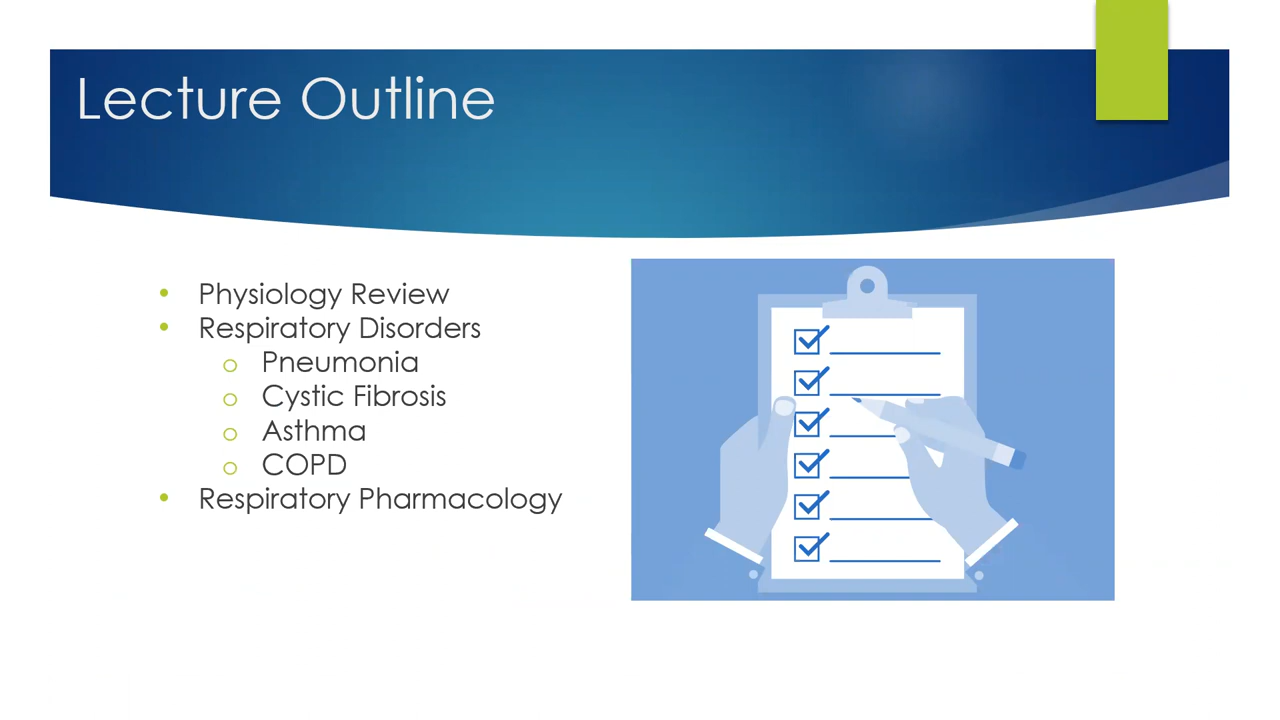 Lecture Outline
• Physiology Review
• Respiratory Disorders
o Pneumonia
o Cystic Fibrosis
o Asthma
o COPD
• Respiratory Pharmacology